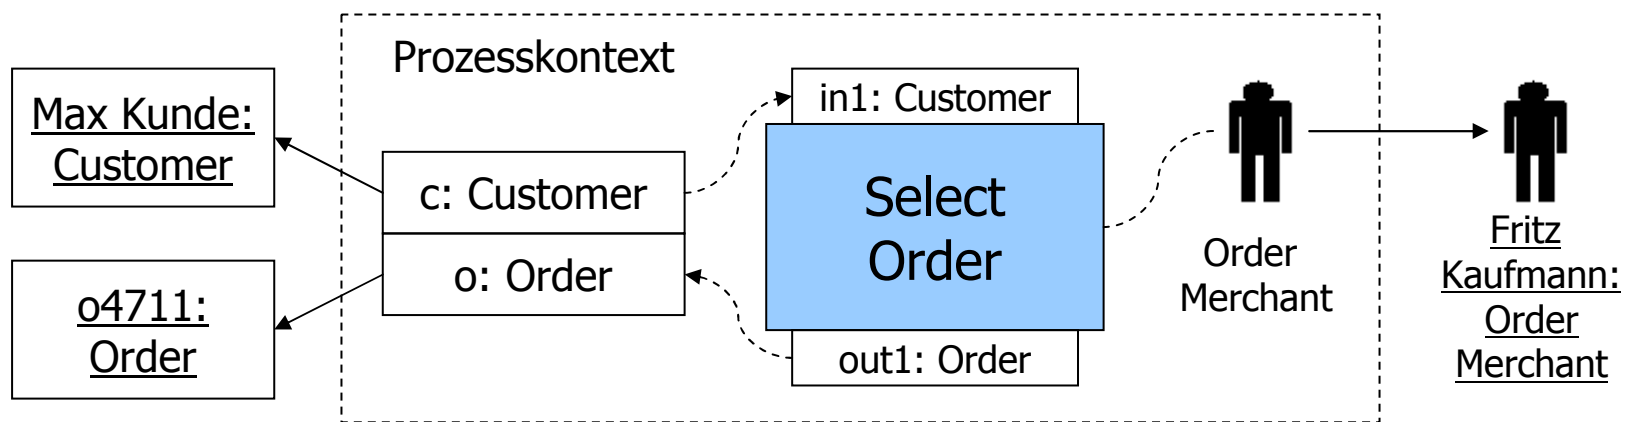 Prozesskontext
Max Kunde:
Customer
o4711:
Order
c: Customer
o: Order
in1: Customer
Select
Order
out1: Order
Order
Merchant
Fritz
Kaufmann:
Order
Merchant